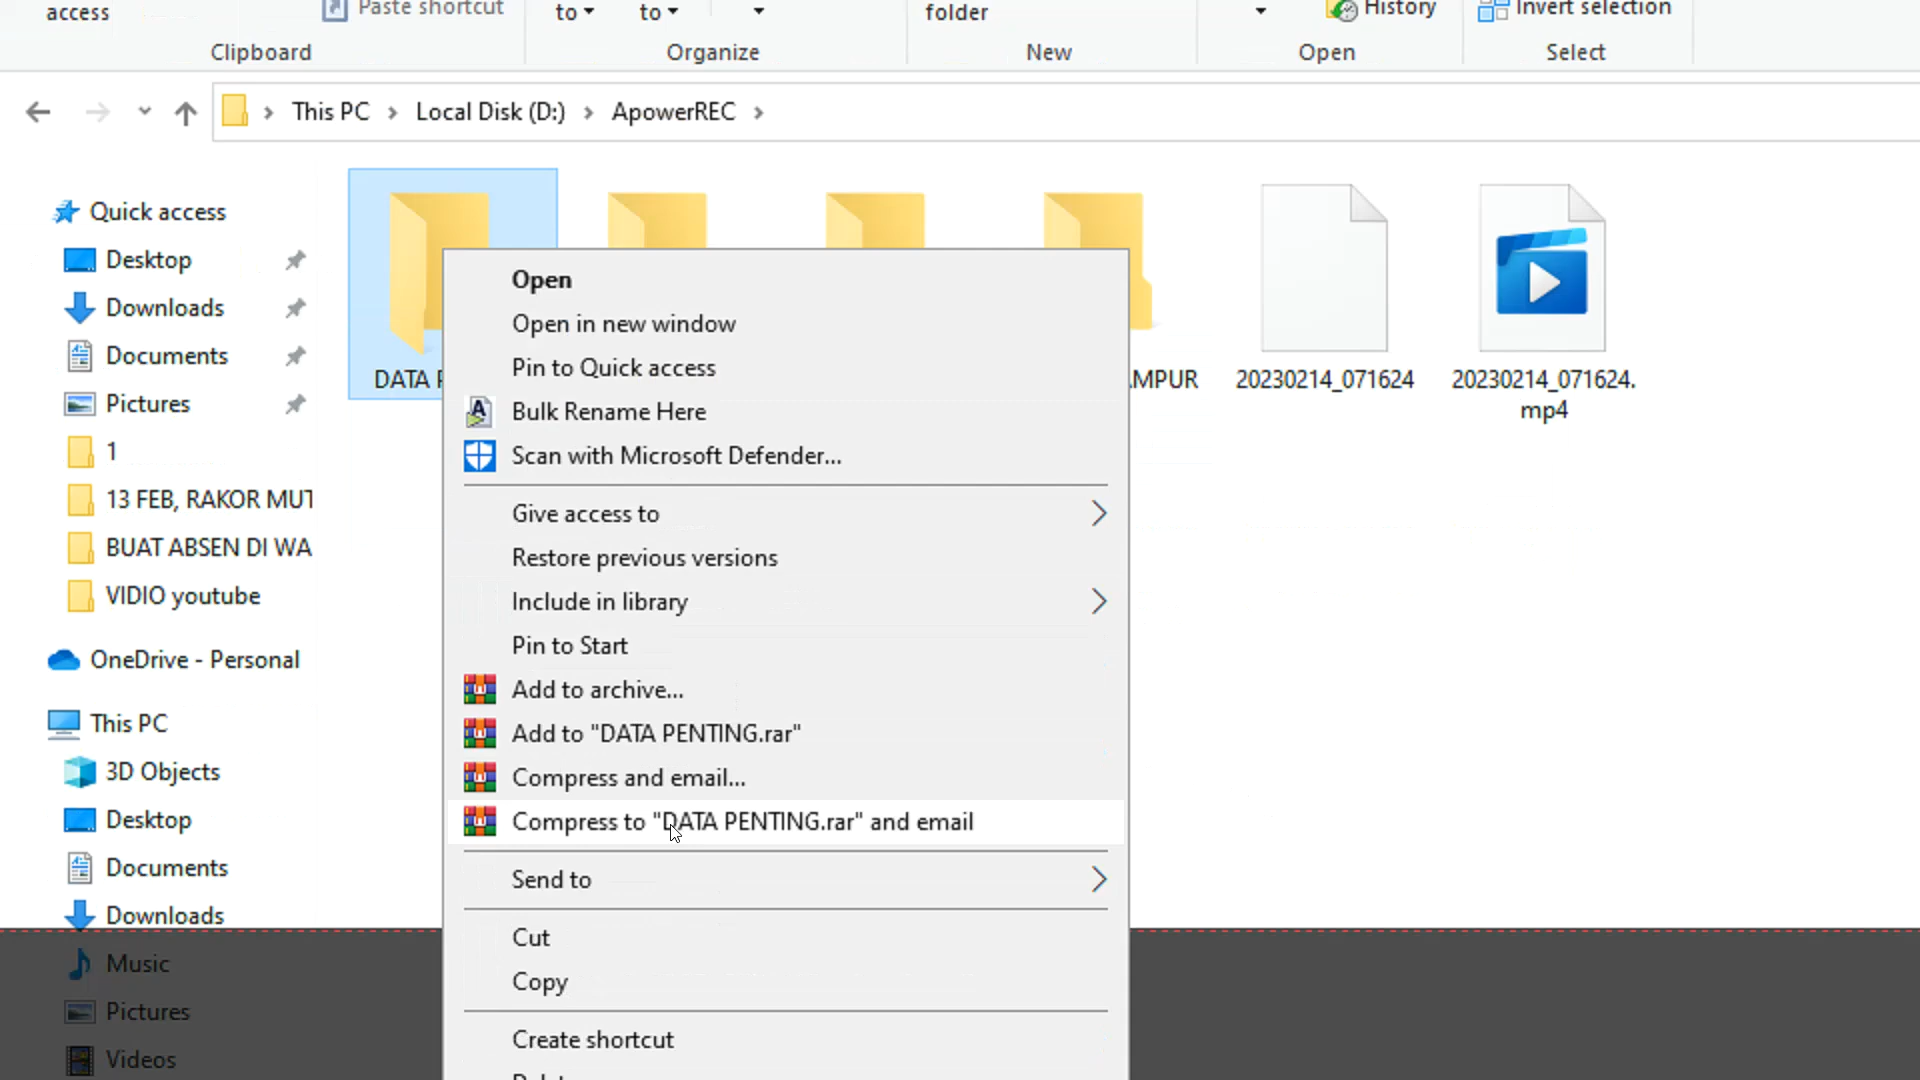 access
Paste shortcut
to
to
folder
History
Invert selection
Clipboard
Organize
New
Open
Select
This PC
Local Disk (D:)
ApowerREC
Quick access
Desktop
Downloads
Documents
Pictures
1
13 FEB, RAKOR MUT
BUAT ABSEN DI WA
VIDIO youtube
OneDrive - Personal
This PC
3D Objects
Desktop
Documents
Downloads
Music
Pictures
Videos
DATA
AMPUR
20230214_071624
20230214_071624.
mp4
Open
Open in new window
Pin to Quick access
Bulk Rename Here
Scan with Microsoft Defender...
Give access to
Restore previous versions
Include in library
Pin to Start
Add to archive...
Add to "DATA PENTING.rar"
Compress and email...
Compress to "DATA PENTING.rar" and email
Send to
Cut
Copy
Create shortcut